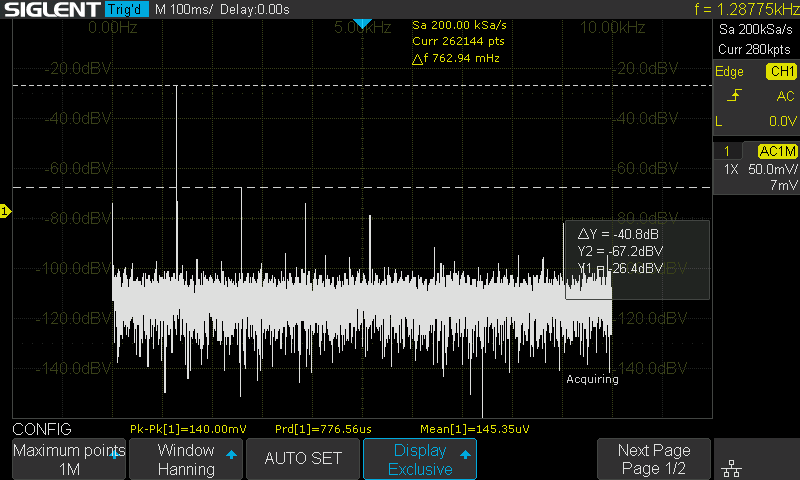 SIGLENT Trig'd M 100ms/ Delay:0.00s f = 1.28775kHz
0.00Hz 5.00kHz 10.00kHz
Sa 200.00 kSa/s
Curr 262144 pts
△f 762.94 mHz
Sa 200kSa/s
Curr 280kpts
Edge CH1
AC
L 0.0V
1 AC1M
1X 50.0mV/
7mV
-20.0dBV -20.0dBV
-40.0dBV -40.0dBV
-60.0dBV -60.0dBV
-80.0dBV
-100.0dBV
-120.0dBV -120.0dBV
-140.0dBV -140.0dBV
1
△Y = -40.8dB
Y2 = -67.2dBV
Y1 = -26.4dBV
Acquiring
CONFIG Pk-Pk[1]=140.00mV Prd[1]=776.56us Mean[1]=145.35uV
Maximum points
1M
Window
Hanning
AUTO SET
Display
Exclusive
Next Page
Page 1/2